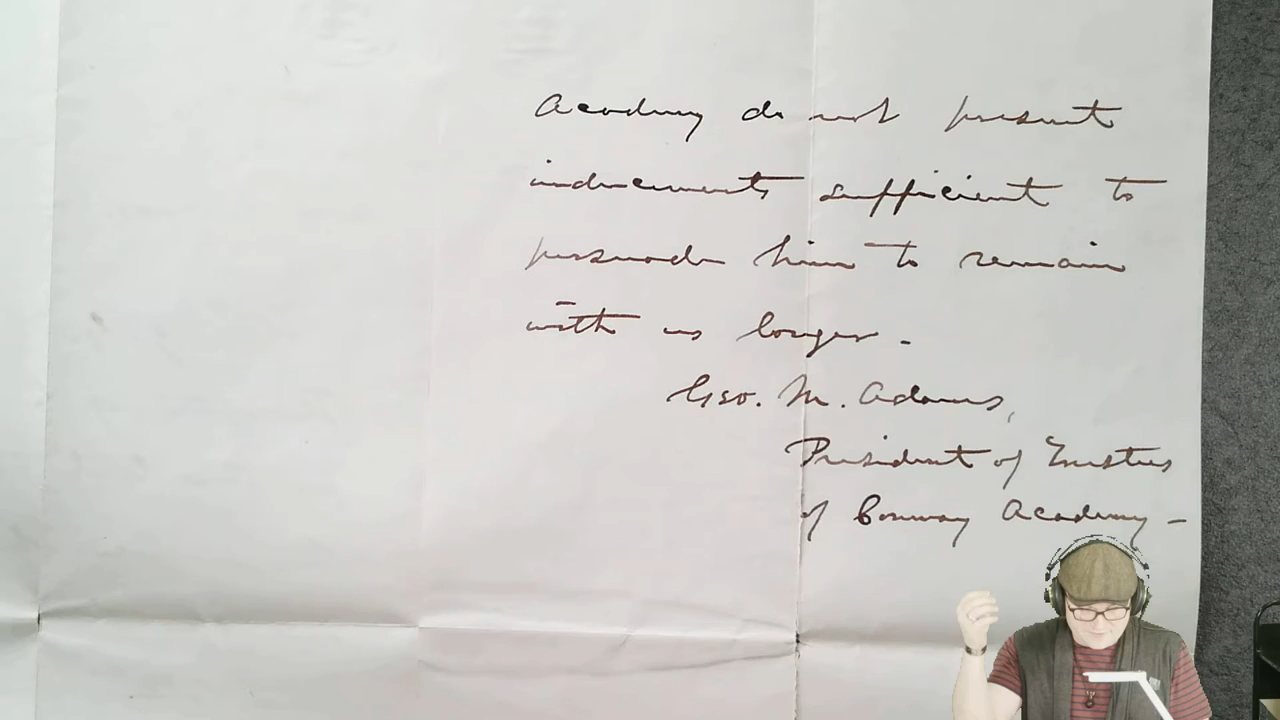 Academy do not present
inducements sufficient to
persuade him to remain
with us longer.
Geo. M. Adams,
President of Trustees
of Conway Academy -